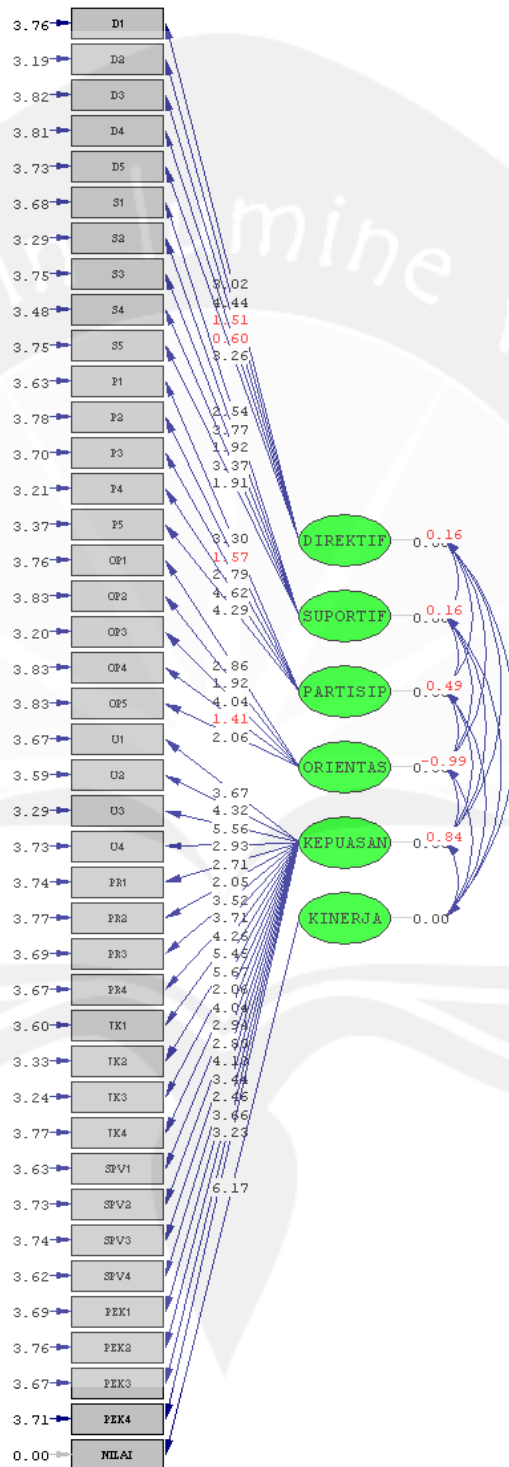 3.76 D1
3.19 D2
3.82 D3
3.81 D4
3.73 D5
3.68 S1
3.29 S2
3.75 S3
3.48 S4
3.75 S5
3.63 P1
3.78 P2
3.70 P3
3.21 P4
3.37 P5
3.76 OP1
3.83 OP2
3.20 OP3
3.83 OP4
3.83 OP5
3.67 U1
3.59 U2
3.29 U3
3.73 U4
3.74 PR1
3.77 PR2
3.69 PR3
3.67 PR4
3.60 IK1
3.33 IK2
3.24 IK3
3.77 IK4
3.63 SPV1
3.73 SPV2
3.74 SPV3
3.62 SPV4
3.69 PEK1
3.76 PEK2
3.67 PEK3
3.71 PEK4
0.00 NILAI
3.02
4.44
1.51
0.60
3.26
2.54
3.77
1.92
3.37
1.91
3.30
1.57
2.79
4.62
4.29
2.86
1.92
4.04
1.41
2.06
3.67
4.32
5.56
2.93
2.71
2.05
3.52
3.71
4.26
5.45
5.67
2.06
4.04
2.94
4.13
3.44
2.46
3.66
3.23
6.17
DIREKTIF 0.16
SUPORTIF 0.16
PARTISIP 0.49
ORIENTAS -0.99
KEPUASAN 0.84
KINERJA 0.00
in lumine